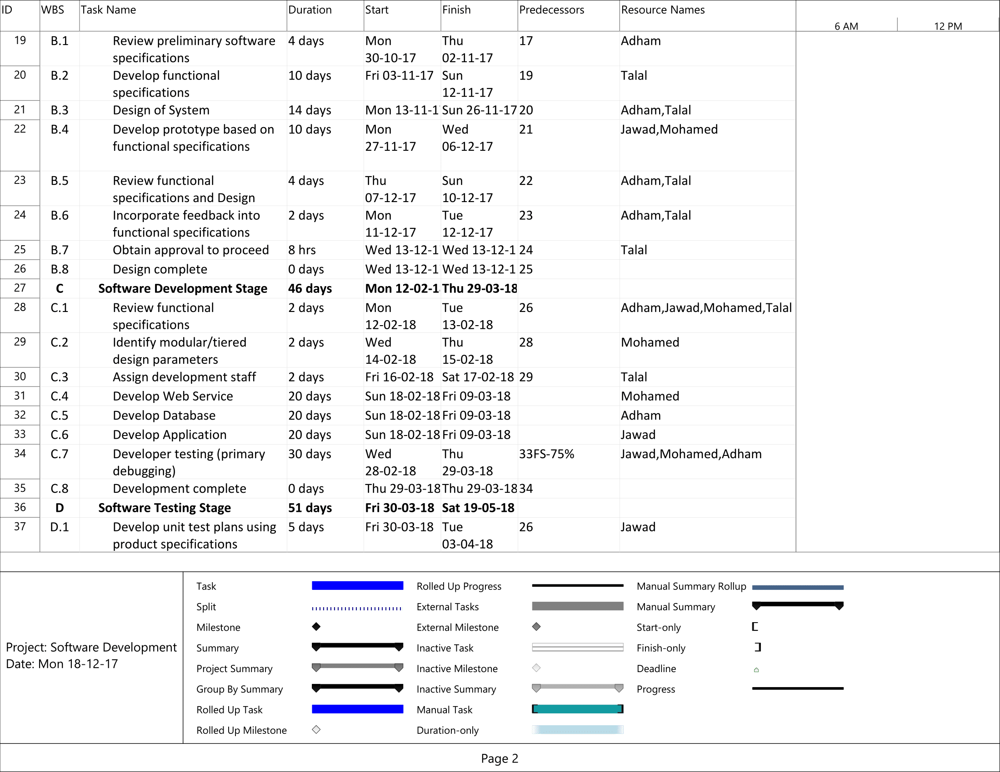 ID WBS Task Name Duration Start Finish Predecessors Resource Names
6 AM 12 PM
19 B.1 Review preliminary software specifications 4 days Mon 30-10-17 Thu 02-11-17 17 Adham
20 B.2 Develop functional specifications 10 days Fri 03-11-17 Sun 12-11-17 19 Talal
21 B.3 Design of System 14 days Mon 13-11-1 Sun 26-11-17 20 Adham,Talal
22 B.4 Develop prototype based on functional specifications 10 days Mon 27-11-17 Wed 06-12-17 21 Jawad,Mohamed
23 B.5 Review functional specifications and Design 4 days Thu 07-12-17 Sun 10-12-17 22 Adham,Talal
24 B.6 Incorporate feedback into functional specifications 2 days Mon 11-12-17 Tue 12-12-17 23 Adham,Talal
25 B.7 Obtain approval to proceed 8 hrs Wed 13-12-1 Wed 13-12-1 24 Talal
26 B.8 Design complete 0 days Wed 13-12-1 Wed 13-12-1 25
27 C Software Development Stage 46 days Mon 12-02-1 Thu 29-03-18
28 C.1 Review functional specifications 2 days Mon 12-02-18 Tue 13-02-18 26 Adham,Jawad,Mohamed,Talal
29 C.2 Identify modular/tiered design parameters 2 days Wed 14-02-18 Thu 15-02-18 28 Mohamed
30 C.3 Assign development staff 2 days Fri 16-02-18 Sat 17-02-18 29 Talal
31 C.4 Develop Web Service 20 days Sun 18-02-18 Fri 09-03-18 Mohamed
32 C.5 Develop Database 20 days Sun 18-02-18 Fri 09-03-18 Adham
33 C.6 Develop Application 20 days Sun 18-02-18 Fri 09-03-18 Jawad
34 C.7 Developer testing (primary debugging) 30 days Wed 28-02-18 Thu 29-03-18 33FS-75% Jawad,Mohamed,Adham
35 C.8 Development complete 0 days Thu 29-03-18 Thu 29-03-18 34
36 D Software Testing Stage 51 days Fri 30-03-18 Sat 19-05-18
37 D.1 Develop unit test plans using product specifications 5 days Fri 30-03-18 Tue 03-04-18 26 Jawad
Project: Software Development
Date: Mon 18-12-17
Task
Split
Milestone
Summary
Project Summary
Group By Summary
Rolled Up Task
Rolled Up Milestone
Rolled Up Progress
External Tasks
External Milestone
Inactive Task
Inactive Milestone
Inactive Summary
Manual Task
Duration-only
Manual Summary Rollup
Manual Summary
Start-only
Finish-only
Deadline
Progress
Page 2